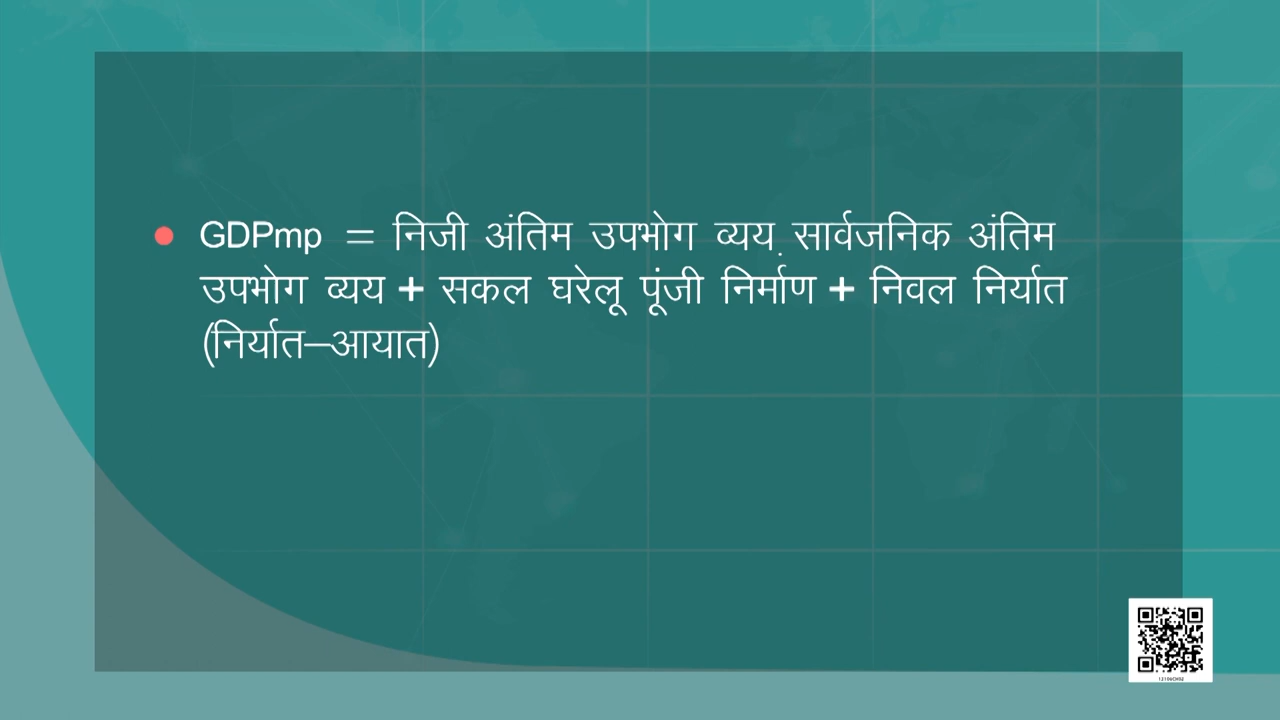 GDPmp = निजी अंतिम उपभोग व्यय सार्वजनिक अंतिम
उपभोग व्यय + सकल घरेलू पूंजी निर्माण + निवल निर्यात
(निर्यात–आयात)